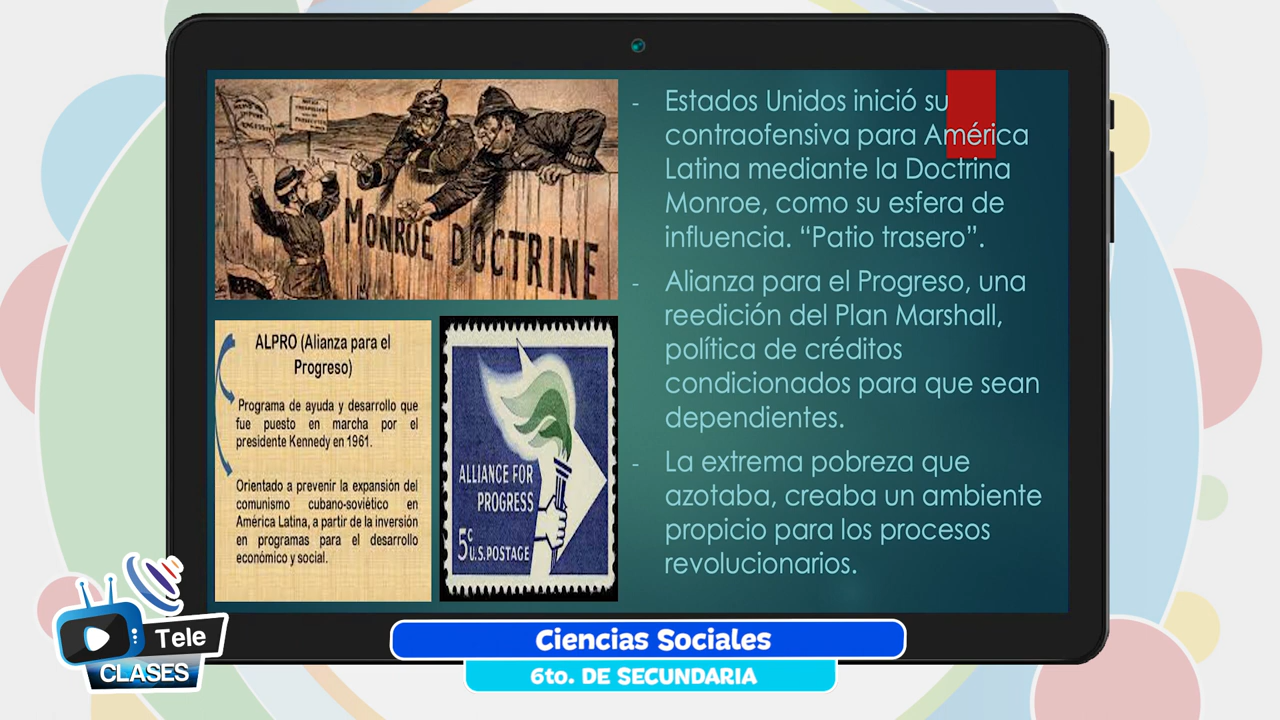 MONROE DOCTRINE
ALPRO (Alianza para el
Progreso)
Programa de ayuda y desarrollo que
fue puesto en marcha por el
presidente Kennedy en 1961.
Orientado a prevenir la expansión del
comunismo cubano-soviético en
América Latina, a partir de la inversión
en programas para el desarrollo
económico y social.
ALLIANCE FOR
PROGRESS
5c
U.S. POSTAGE
- Estados Unidos inició su
contraofensiva para América
Latina mediante la Doctrina
Monroe, como su esfera de
influencia. “Patio trasero”.
- Alianza para el Progreso, una
reedición del Plan Marshall,
política de créditos
condicionados para que sean
dependientes.
- La extrema pobreza que
azotaba, creaba un ambiente
propicio para los procesos
revolucionarios.
Tele
CLASES
Ciencias Sociales
6to. DE SECUNDARIA